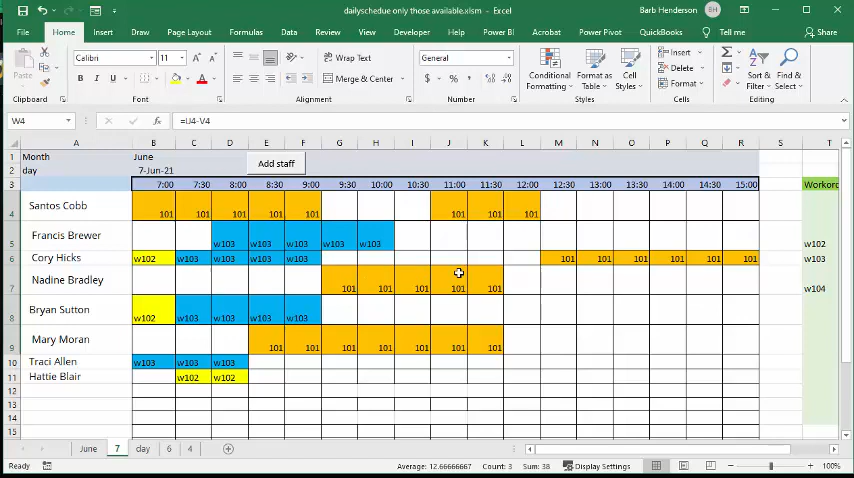 dailyschedue only those available.xlsm - Excel
Barb Henderson
BH
File Home Insert Draw Page Layout Formulas Data Review View Developer Help Acrobat Power BI Acrobat Power Pivot QuickBooks Tell me Share
Paste
Calibri 11
Wrap Text
General
Insert
B I U
Merge & Center
$ % ,
Conditional Formatting
Format as Table
Cell Styles
Delete
Format
Sort & Filter
Find & Select
Clipboard Font Alignment Number Styles Cells Editing
W4 =U4-V4
A B C D E F G H I J K L M N O P Q R S T
1 Month June
Add staff
2 day 7-Jun-21
3 7:00 7:30 8:00 8:30 9:00 9:30 10:00 10:30 11:00 11:30 12:00 12:30 13:00 13:30 14:00 14:30 15:00 Workord
4 Santos Cobb 101 101 101 101 101 101 101 101
5 Francis Brewer w103 w103 w103 w103 w103 w102
6 Cory Hicks w102 w103 w103 w103 w103 101 101 101 101 101 101 w103
7 Nadine Bradley 101 101 101 101 101 w104
8 Bryan Sutton w102 w103 w103 w103 w103
9 Mary Moran 101 101 101 101 101 101 101
10 Traci Allen w103 w103 w103
11 Hattie Blair w102 w102
12
13
14
15
June 7 day 6 4
Ready Average: 12.66666667 Count: 3 Sum: 38 Display Settings 100%